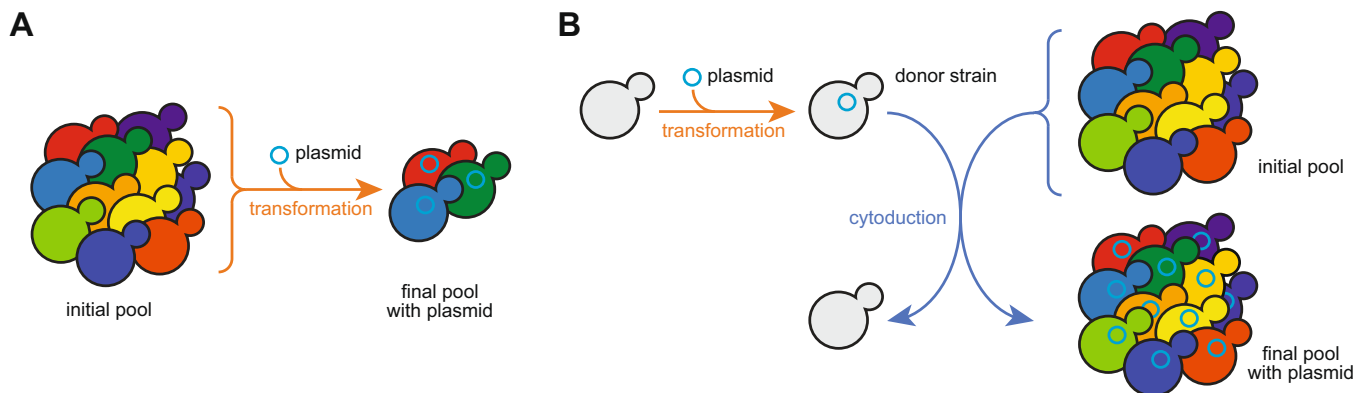 A
plasmid
transformation
initial pool
final pool
with plasmid
B
plasmid
transformation
donor strain
initial pool
cytoduction
final pool
with plasmid